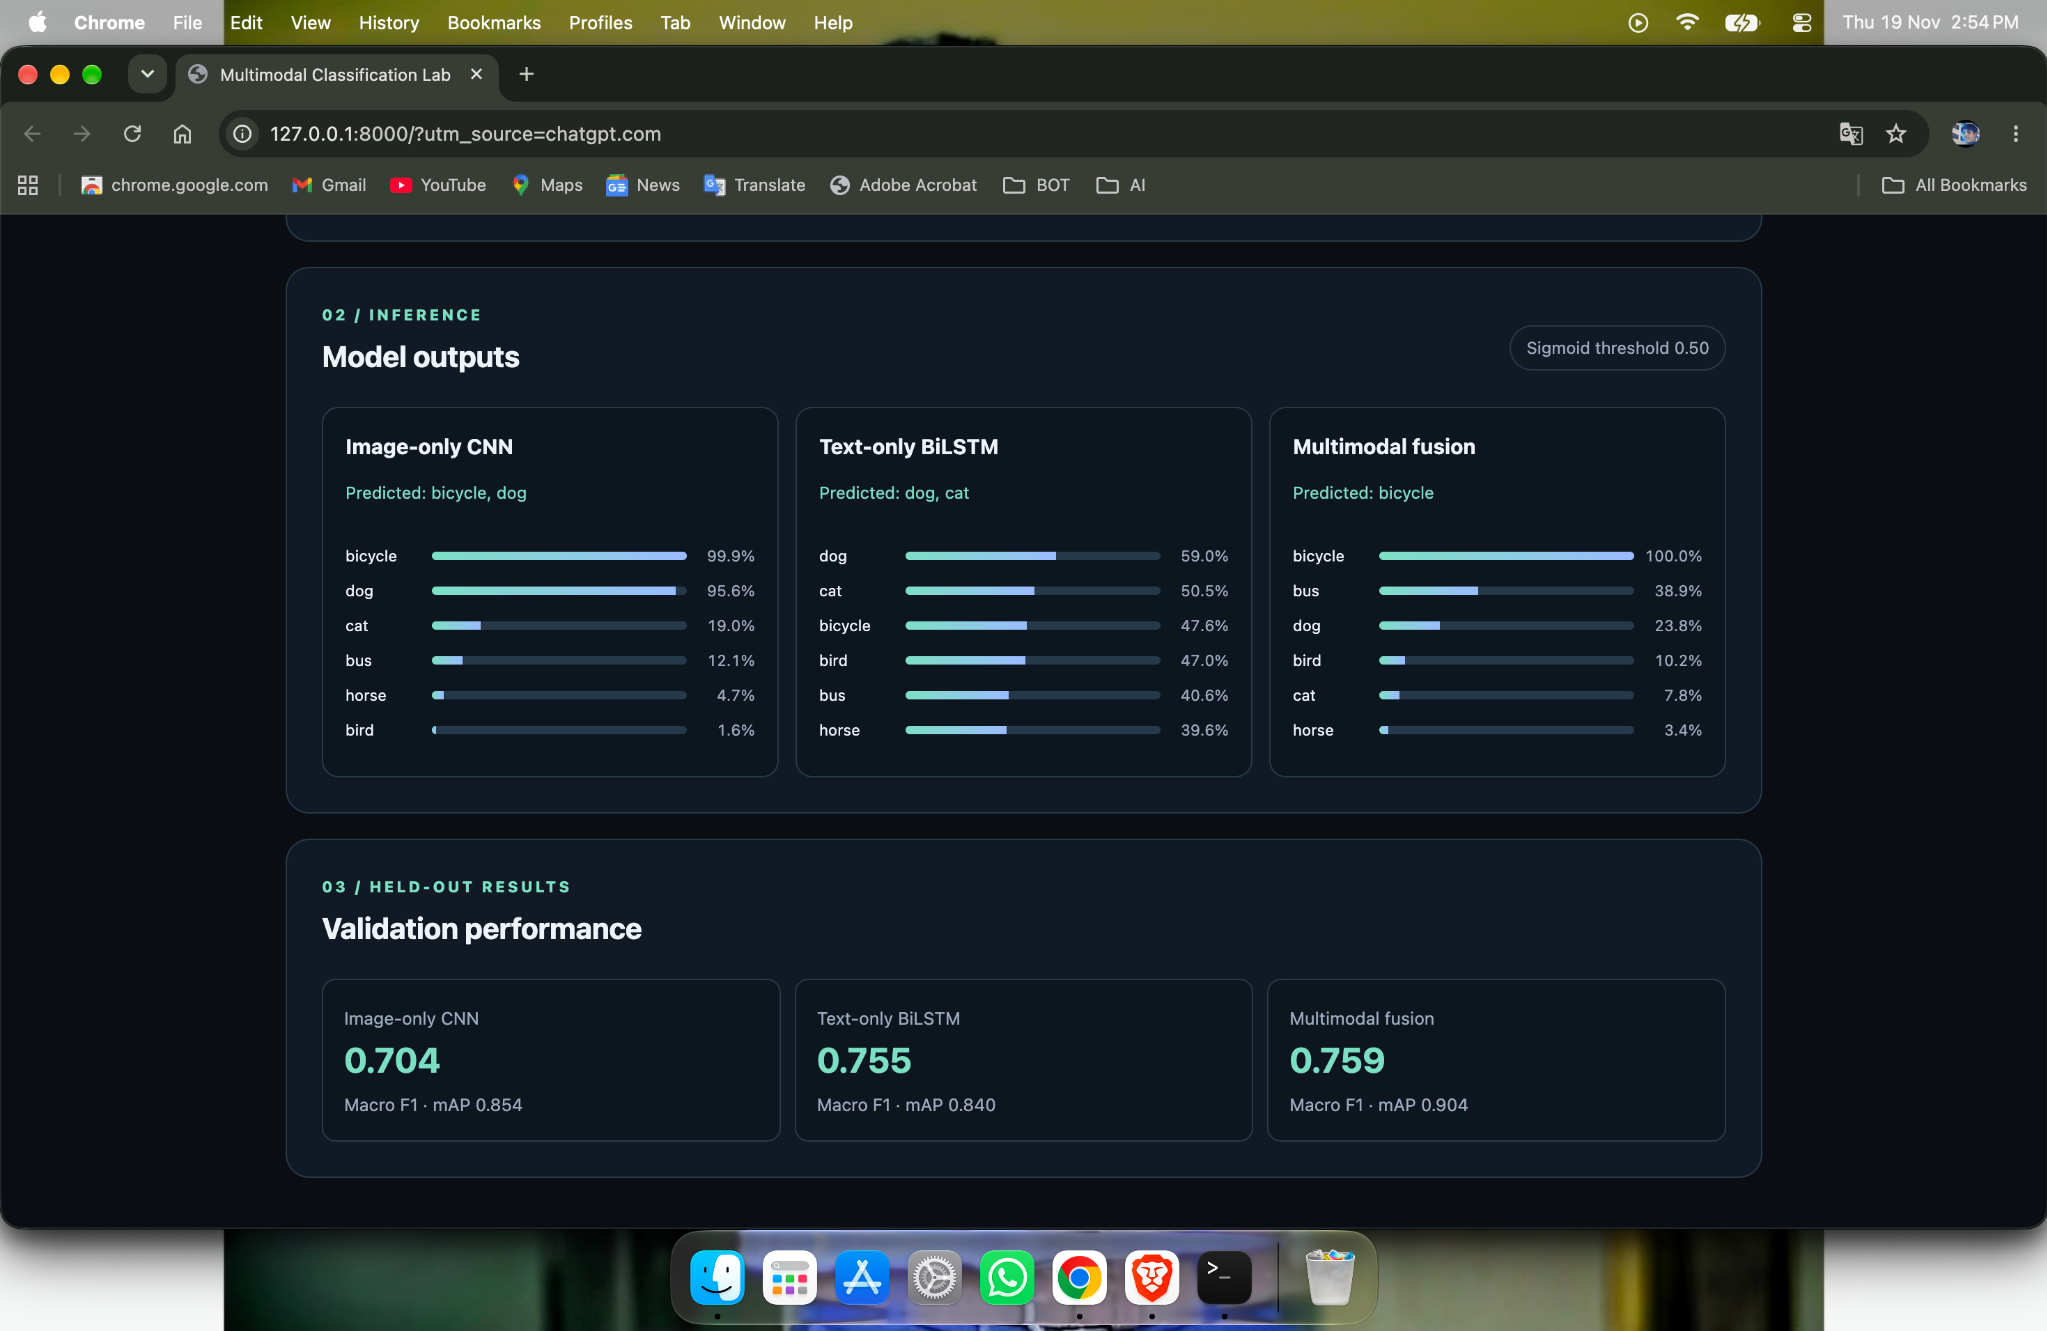 Chrome File Edit View History Bookmarks Profiles Tab Window Help Thu 19 Nov 2:54 PM
Multimodal Classification Lab
127.0.0.1:8000/?utm_source=chatgpt.com
chrome.google.com Gmail YouTube Maps News Translate Adobe Acrobat BOT AI All Bookmarks
02 / INFERENCE
Model outputs
Sigmoid threshold 0.50
Image-only CNN
Predicted: bicycle, dog
bicycle 99.9%
dog 95.6%
cat 19.0%
bus 12.1%
horse 4.7%
bird 1.6%
Text-only BiLSTM
Predicted: dog, cat
dog 59.0%
cat 50.5%
bicycle 47.6%
bird 47.0%
bus 40.6%
horse 39.6%
Multimodal fusion
Predicted: bicycle
bicycle 100.0%
bus 38.9%
dog 23.8%
bird 10.2%
cat 7.8%
horse 3.4%
03 / HELD-OUT RESULTS
Validation performance
Image-only CNN
0.704
Macro F1 · mAP 0.854
Text-only BiLSTM
0.755
Macro F1 · mAP 0.840
Multimodal fusion
0.759
Macro F1 · mAP 0.904